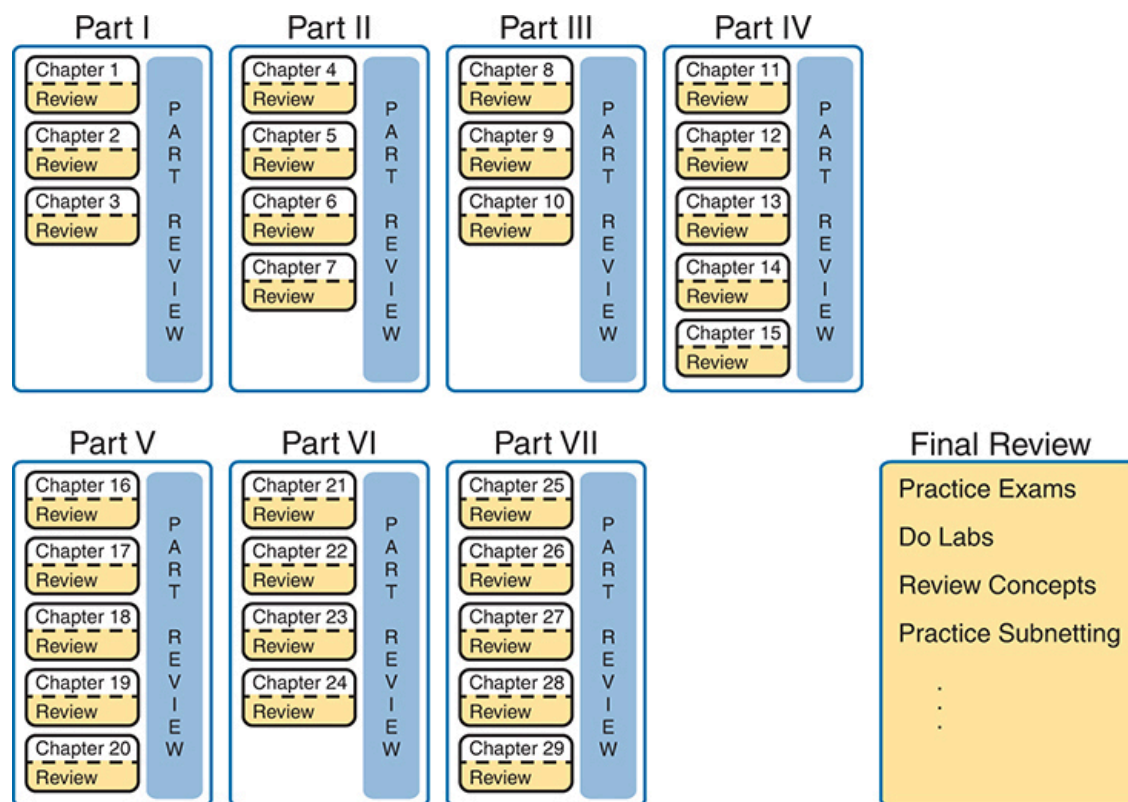 Part I
Chapter 1
Review
Chapter 2
Review
Chapter 3
Review
PART REVIEW
Part II
Chapter 4
Review
Chapter 5
Review
Chapter 6
Review
Chapter 7
Review
PART REVIEW
Part III
Chapter 8
Review
Chapter 9
Review
Chapter 10
Review
PART REVIEW
Part IV
Chapter 11
Review
Chapter 12
Review
Chapter 13
Review
Chapter 14
Review
Chapter 15
Review
PART REVIEW
Part V
Chapter 16
Review
Chapter 17
Review
Chapter 18
Review
Chapter 19
Review
Chapter 20
Review
PART REVIEW
Part VI
Chapter 21
Review
Chapter 22
Review
Chapter 23
Review
Chapter 24
Review
PART REVIEW
Part VII
Chapter 25
Review
Chapter 26
Review
Chapter 27
Review
Chapter 28
Review
Chapter 29
Review
PART REVIEW
Final Review
Practice Exams
Do Labs
Review Concepts
Practice Subnetting
.
.
.